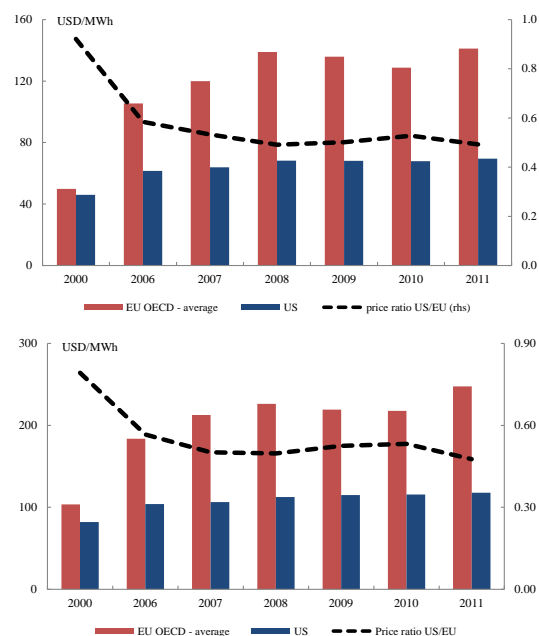 USD/MWh
160 1.0
120 0.8
80 0.6
40 0.4
0 0.2
0.0
2000 2006 2007 2008 2009 2010 2011
EU OECD - average US price ratio US/EU (rhs)
USD/MWh
300 0.90
200 0.60
100 0.30
0 0.00
2000 2006 2007 2008 2009 2010 2011
EU OECD - average US Price ratio US/EU